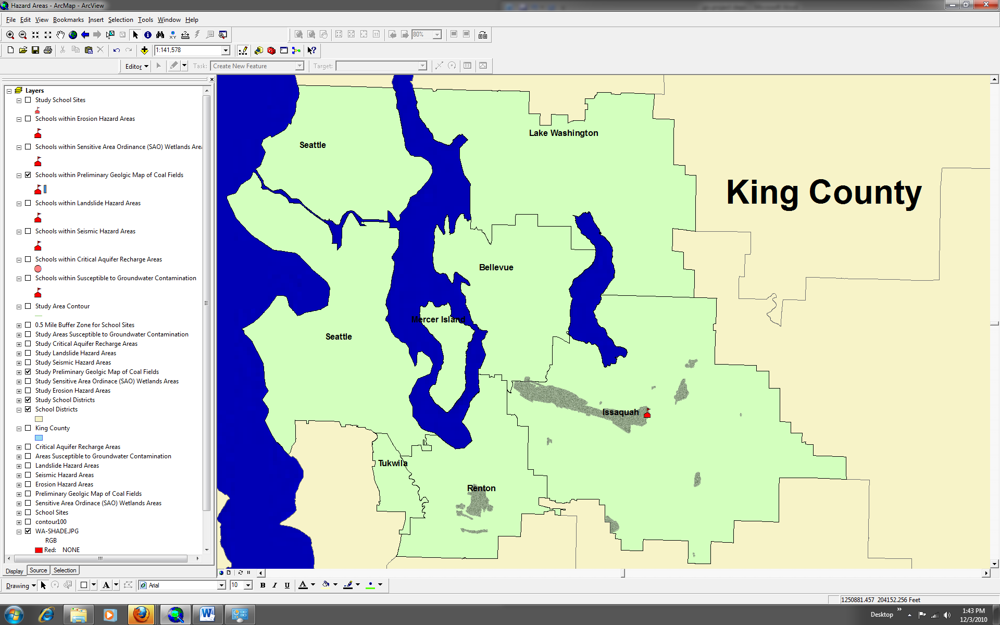 Hazard Areas - ArcMap - ArcView
File Edit View Bookmarks Insert Selection Tools Window Help
80%
1:141,578
Editor Task: Create New Feature Target:
Layers
Study School Sites
Schools within Erosion Hazard Areas
Schools within Sensitive Area Ordinance (SAO) Wetlands Area
Schools within Preliminary Geolgic Map of Coal Fields
Schools within Landslide Hazard Areas
Schools within Seismic Hazard Areas
Schools within Critical Aquifer Recharge Areas
Schools within Susceptible to Groundwater Contamination
Study Area Contour
0.5 Mile Buffer Zone for School Sites
Study Areas Susceptible to Groundwater Contamination
Study Critical Aquifer Recharge Areas
Study Landslide Hazard Areas
Study Seismic Hazard Areas
Study Preliminary Geolgic Map of Coal Fields
Study Sensitive Area Ordinace (SAO) Wetlands Areas
Study Erosion Hazard Areas
Study School Districts
School Districts
King County
Critical Aquifer Recharge Areas
Areas Susceptible to Groundwater Contamination
Landslide Hazard Areas
Seismic Hazard Areas
Erosion Hazard Areas
Preliminary Geolgic Map of Coal Fields
Sensitive Area Ordinace (SAO) Wetlands Areas
School Sites
contour100
WA-SHADE.JPG
RGB
Red: NONE
Display Source Selection
Seattle
Lake Washington
King County
Bellevue
Mercer Island
Seattle
Issaquah
Tukwila
Renton
Drawing A Arial 10 B I U A
1250881.457 204152.256 Feet
Desktop
1:43 PM
12/3/2010